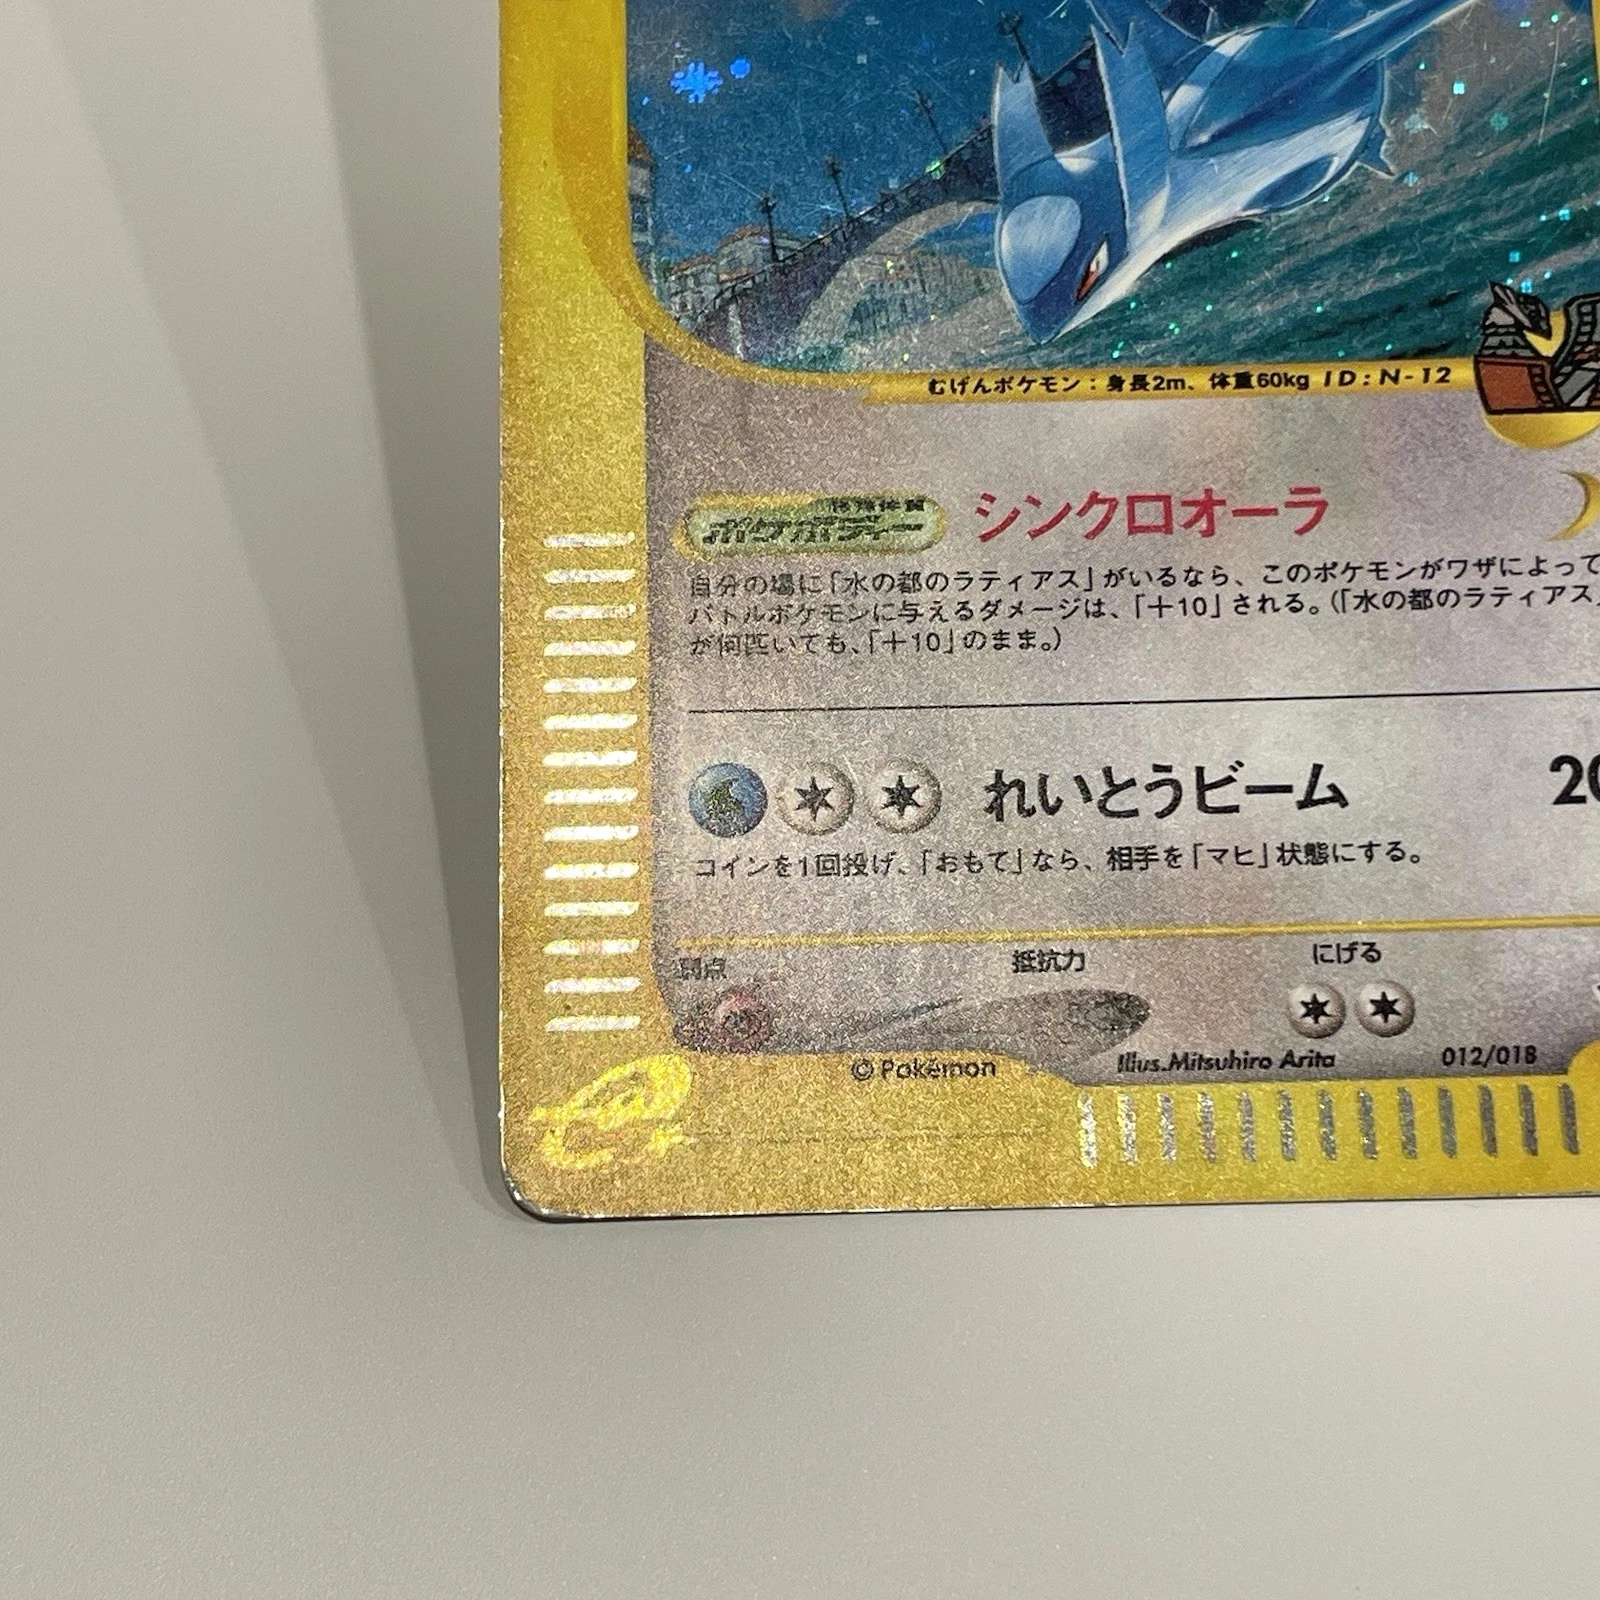 むげんポケモン：身長2m、体重60kg ID:N-12
特殊体質
ポケボディー シンクロオーラ
自分の場に「水の都のラティアス」がいるなら、このポケモンがワザによって
バトルポケモンに与えるダメージは、「＋10」される。（「水の都のラティアス」
が何匹いても、「＋10」のまま。）
れいとうビーム 20
コインを1回投げ、「おもて」なら、相手を「マヒ」状態にする。
弱点 抵抗力 にげる
©Pokémon Illus.Mitsuhiro Arita 012/018